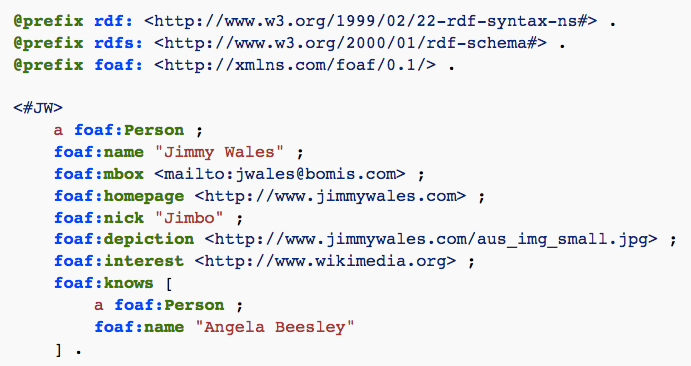 @prefix rdf: <http://www.w3.org/1999/02/22-rdf-syntax-ns#> .
@prefix rdfs: <http://www.w3.org/2000/01/rdf-schema#> .
@prefix foaf: <http://xmlns.com/foaf/0.1/> .

<#JW>
    a foaf:Person ;
    foaf:name "Jimmy Wales" ;
    foaf:mbox <mailto:jwales@bomis.com> ;
    foaf:homepage <http://www.jimmywales.com> ;
    foaf:nick "Jimbo" ;
    foaf:depiction <http://www.jimmywales.com/aus_img_small.jpg> ;
    foaf:interest <http://www.wikimedia.org> ;
    foaf:knows [
        a foaf:Person ;
        foaf:name "Angela Beesley"
    ] .